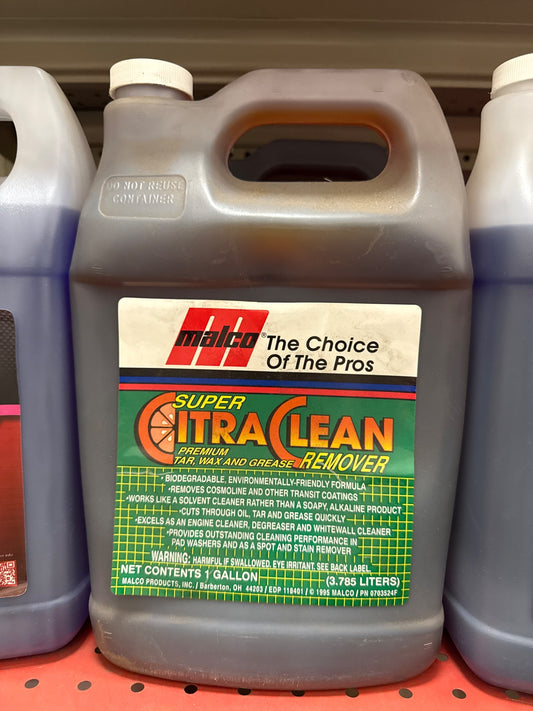 DO NOT REUSE
CONTAINER
malco® The Choice
Of The Pros
SUPER
CITRA CLEAN
PREMIUM
TAR, WAX AND GREASE REMOVER
•BIODEGRADABLE, ENVIRONMENTALLY-FRIENDLY FORMULA
•REMOVES COSMOLINE AND OTHER TRANSIT COATINGS
•WORKS LIKE A SOLVENT CLEANER RATHER THAN A SOAPY, ALKALINE PRODUCT
•CUTS THROUGH OIL, TAR AND GREASE QUICKLY
•EXCELS AS AN ENGINE CLEANER, DEGREASER AND WHITEWALL CLEANER
•PROVIDES OUTSTANDING CLEANING PERFORMANCE IN
PAD WASHERS AND AS A SPOT AND STAIN REMOVER
WARNING: HARMFUL IF SWALLOWED. EYE IRRITANT. SEE BACK LABEL.
NET CONTENTS 1 GALLON (3.785 LITERS)
MALCO PRODUCTS, INC. / Barberton, OH 44203 / EDP 118401 / © 1995 MALCO / PN 0703524F